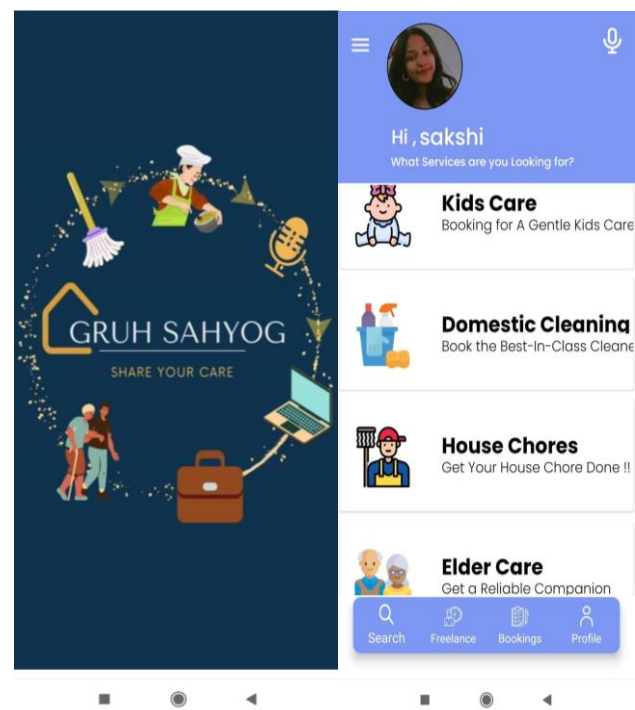 GRUH SAHYOG
SHARE YOUR CARE
Hi , sakshi
What Services are you Looking for?
Kids Care
Booking for A Gentle Kids Care
Domestic Cleaning
Book the Best-In-Class Cleane
House Chores
Get Your House Chore Done !!
Elder Care
Get a Reliable Companion
Search Freelance Bookings Profile